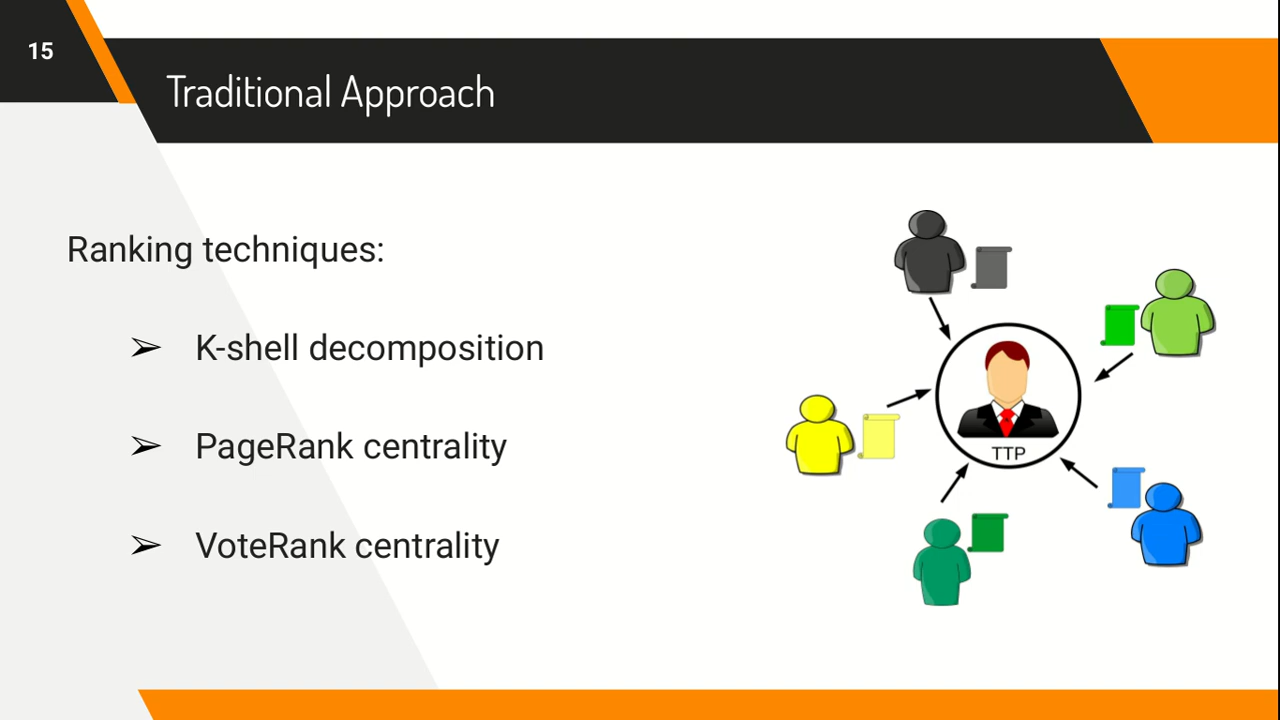 15
Traditional Approach
Ranking techniques:
➢ K-shell decomposition
➢ PageRank centrality
➢ VoteRank centrality
TTP